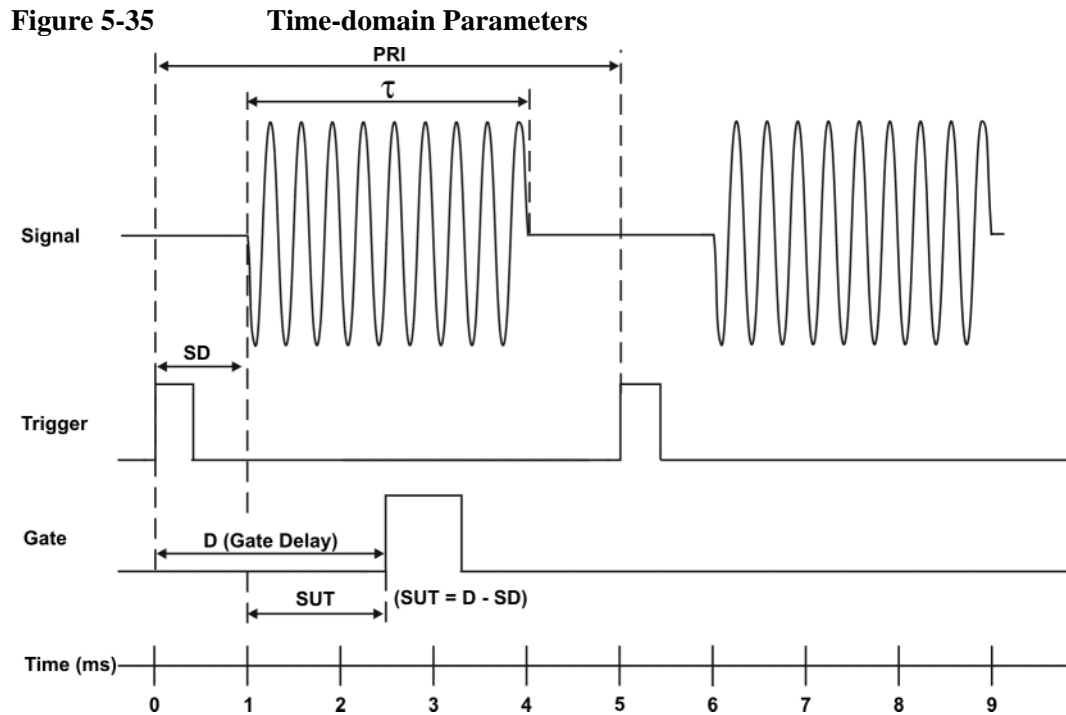 Figure 5-35 Time-domain Parameters
PRI
τ
Signal
SD
Trigger
Gate
D (Gate Delay)
SUT
(SUT = D - SD)
Time (ms)
0 1 2 3 4 5 6 7 8 9